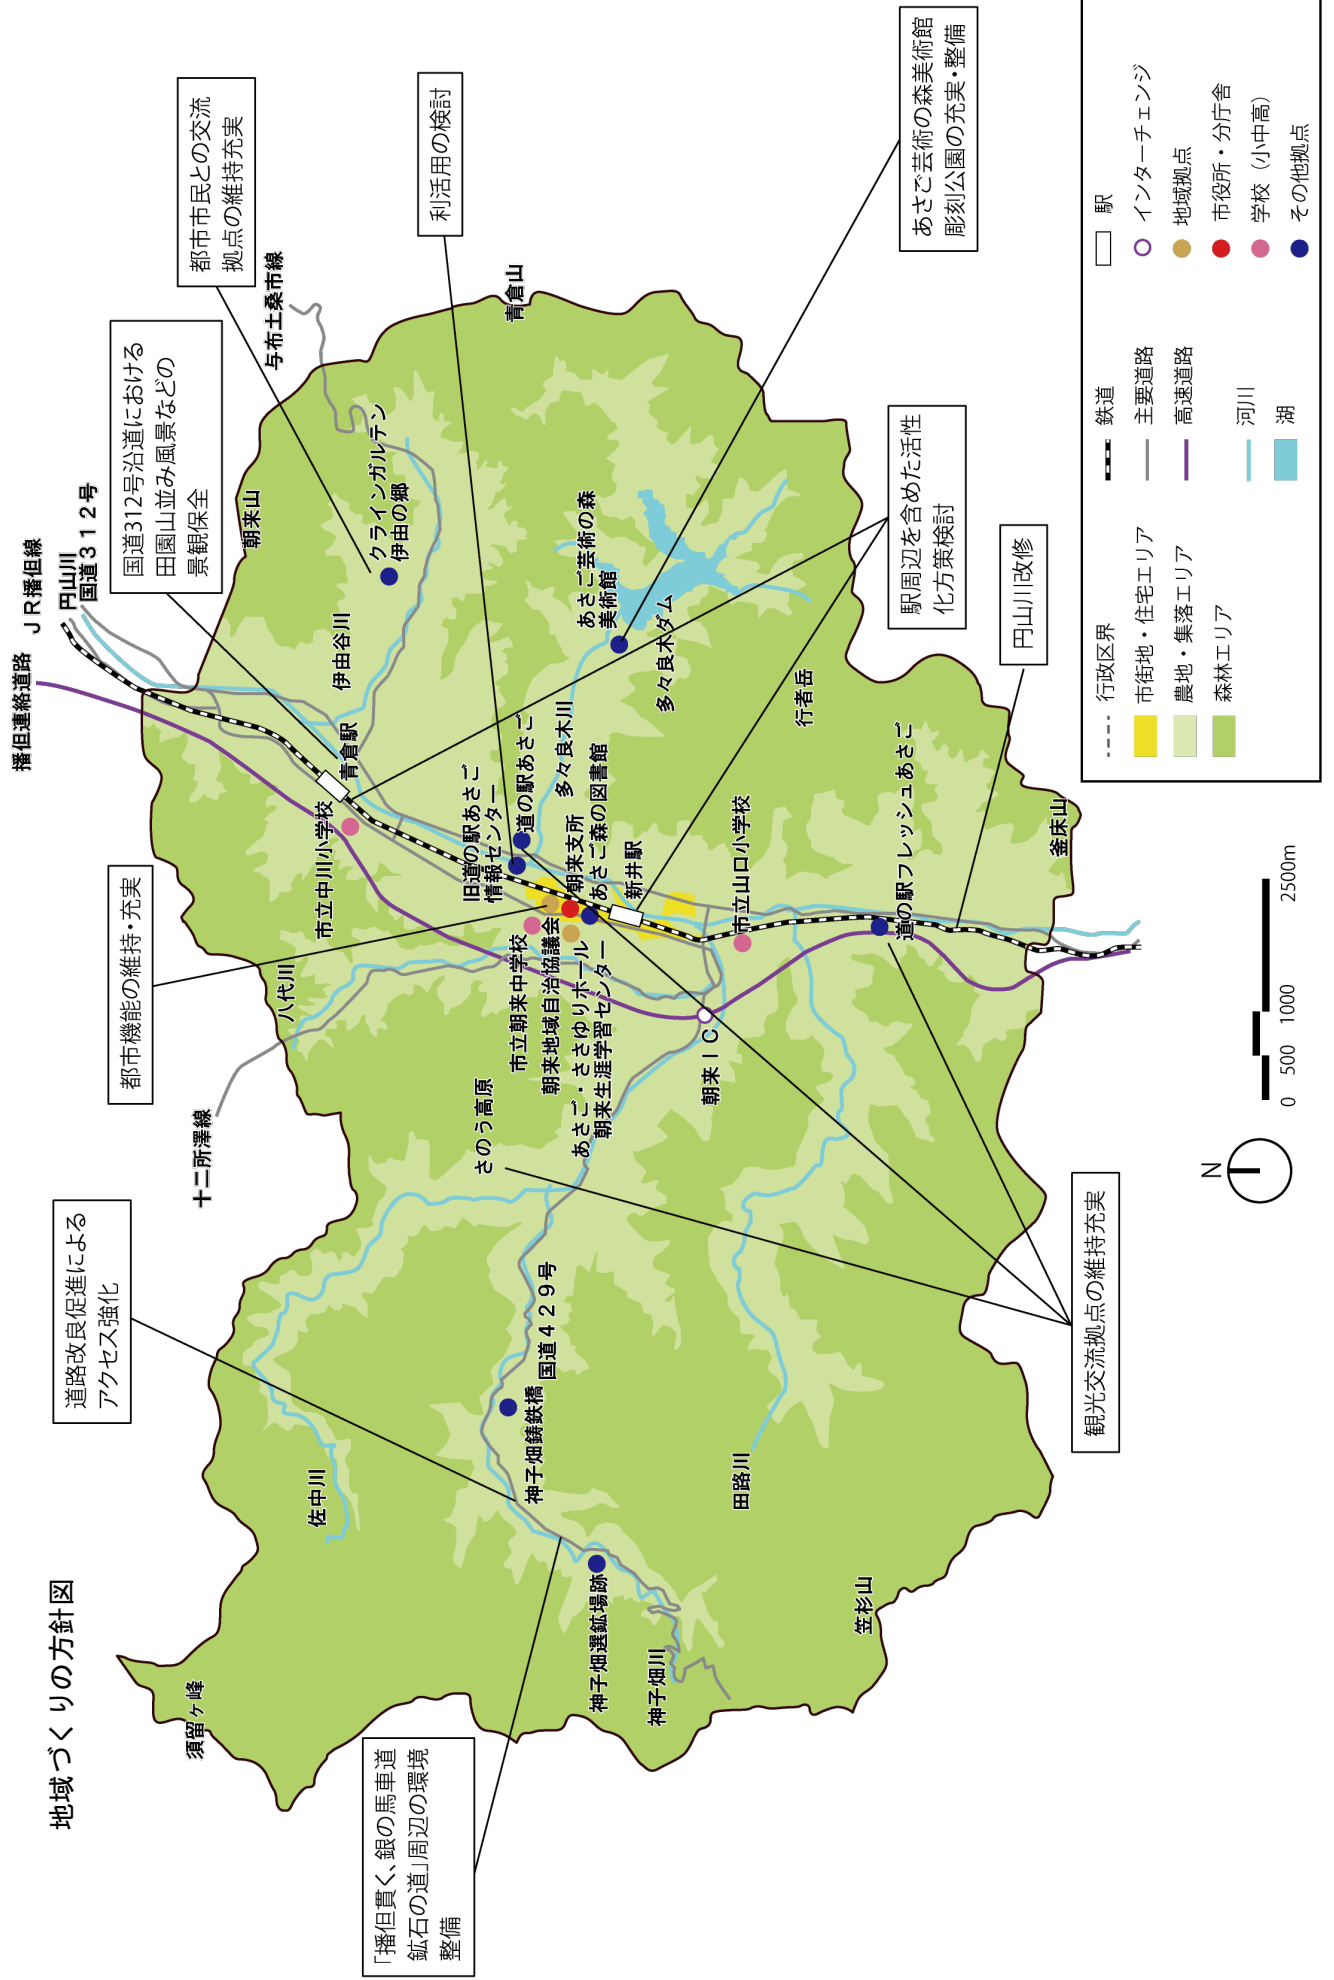 地域づくりの方針図
「播但貫く、銀の馬車道
鉱石の道」周辺の環境
整備
道路改良促進による
アクセス強化
都市機能の維持・充実
国道312号沿道における
田園山並み風景などの
景観保全
都市市民との交流
拠点の維持充実
利活用の検討
あさご芸術の森美術館
彫刻公園の充実・整備
駅周辺を含めた活性
化方策検討
円山川改修
観光交流拠点の維持充実
須留ヶ峰
佐中川
神子畑鋳鉄橋
国道429号
神子畑選鉱場跡
神子畑川
笠杉山
田路川
十二所澤線
八代川
さのう高原
朝来IC
播但連絡道路
JR播但線
円山川
国道312号
朝来山
与布土桑市線
青倉山
クラインガルテン
伊由の郷
伊由谷川
青倉駅
市立中川小学校
旧道の駅あさご
情報センター
道の駅あさご
多々良木川
朝来支所
あさご森の図書館
新井駅
市立朝来中学校
朝来地域自治協議会
あさご・ささゆりホール
朝来生涯学習センター
あさご芸術の森
美術館
多々良木ダム
行者岳
市立山口小学校
道の駅フレッシュあさご
釜床山
行政区界
市街地・住宅エリア
農地・集落エリア
森林エリア
鉄道
主要道路
高速道路
河川
湖
駅
インターチェンジ
地域拠点
市役所・分庁舎
学校（小中高）
その他拠点
N
0 500 1000 2500m